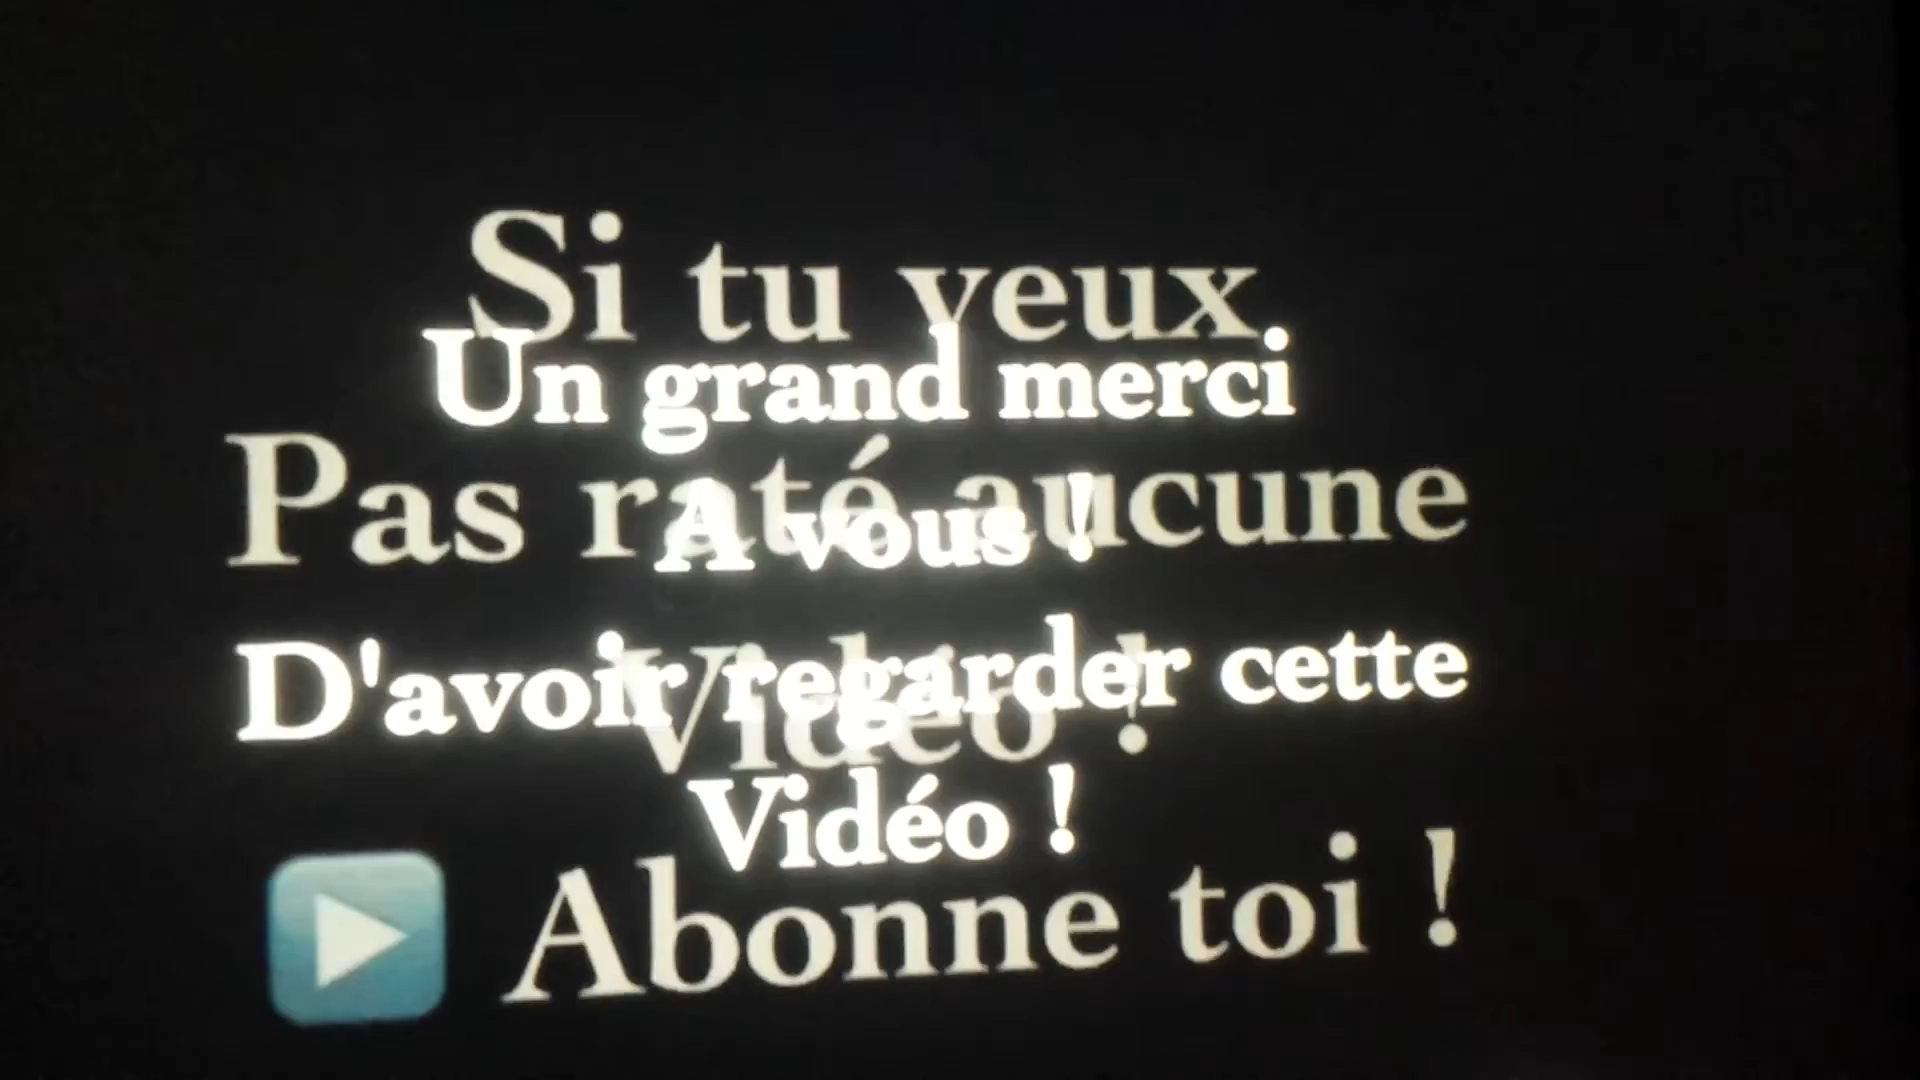 Si tu veux
Pas raté aucune
Vidéo !
Abonne toi !
Un grand merci
A vous !
D'avoir regarder cette
Vidéo !